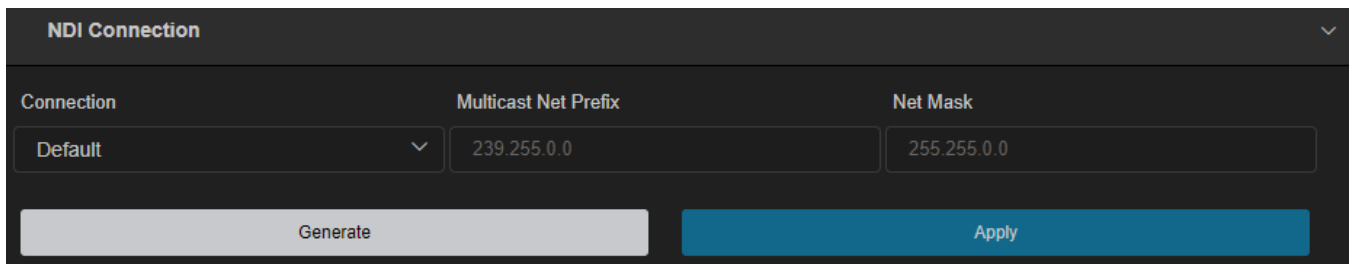 NDI Connection
Connection Multicast Net Prefix Net Mask
Default 239.255.0.0 255.255.0.0
Generate Apply